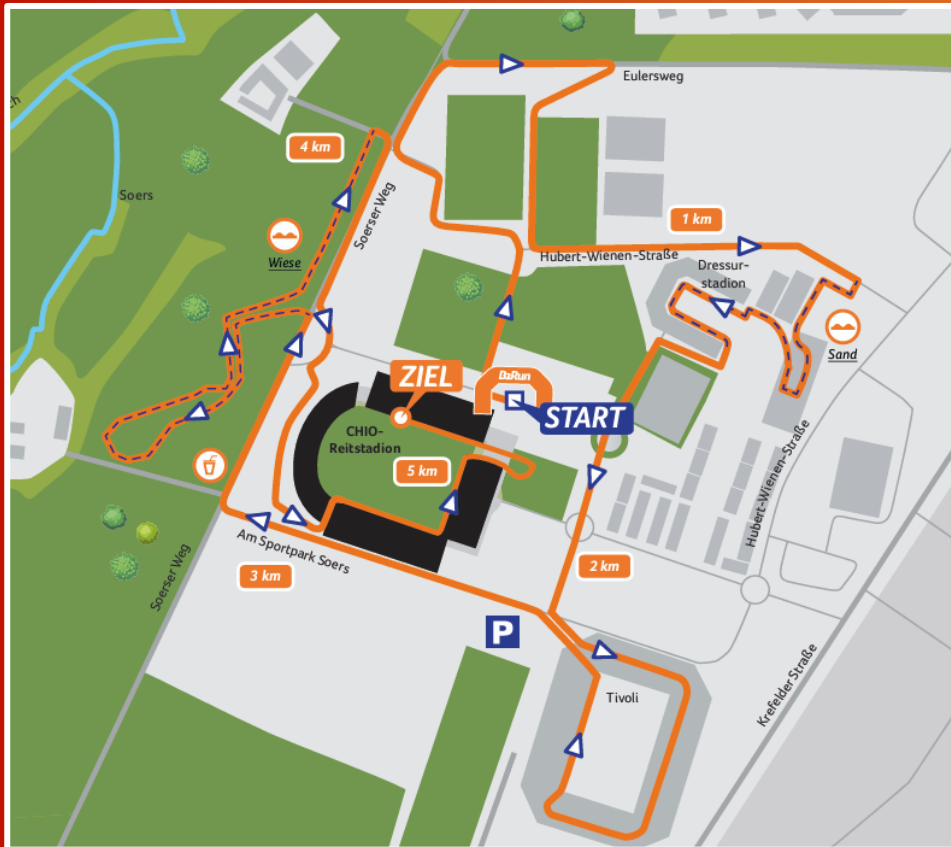 Eulersweg
ch
4 km
Soers
Soerser Weg
1 km
Wiese
Hubert-Wienen-Straße
Dressur-
stadion
Sand
ZIEL
DaRun
START
CHIO-
Reitstadion
5 km
Hubert-Wienen-Straße
Am Sportpark Soers
Soerser Weg
3 km
2 km
P
Tivoli
Krefelder Straße